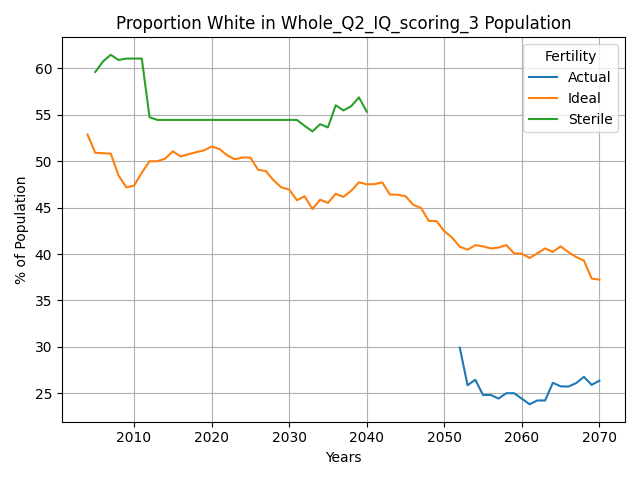 Proportion White in Whole_Q2_IQ_scoring_3 Population
Fertility
Actual
Ideal
Sterile
% of Population
60
55
50
45
40
35
30
25
2010
2020
2030
2040
2050
2060
2070
Years